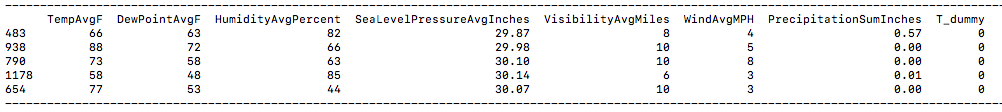 TempAvgF DewPointAvgF HumidityAvgPercent SeaLevelPressureAvgInches VisibilityAvgMiles WindAvgMPH PrecipitationSumInches T_dummy
483 66 63 82 29.87 8 4 0.57 0
938 88 72 66 29.98 10 5 0.00 0
790 73 58 63 30.10 10 8 0.00 0
1178 58 48 85 30.14 6 3 0.01 0
654 77 53 44 30.07 10 3 0.00 0